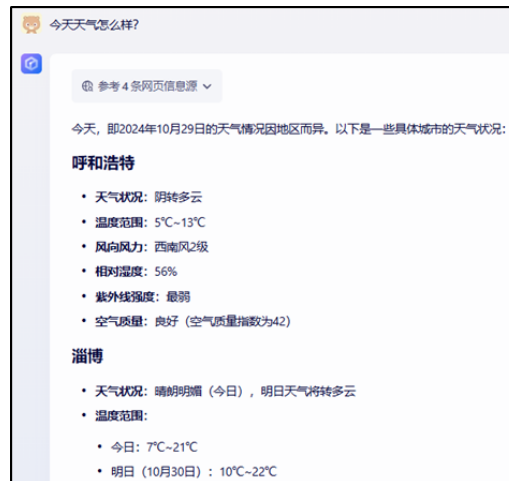 今天天气怎么样?
参考 4 条网页信息源
今天，即2024年10月29日的天气情况因地区而异。以下是一些具体城市的天气状况：
呼和浩特
• 天气状况：阴转多云
• 温度范围：5℃~13℃
• 风向风力：西南风2级
• 相对湿度：56%
• 紫外线强度：最弱
• 空气质量：良好（空气质量指数为42）
淄博
• 天气状况：晴朗明媚（今日），明日天气将转多云
• 温度范围：
• 今日：7℃~21℃
• 明日（10月30日）：10℃~22℃